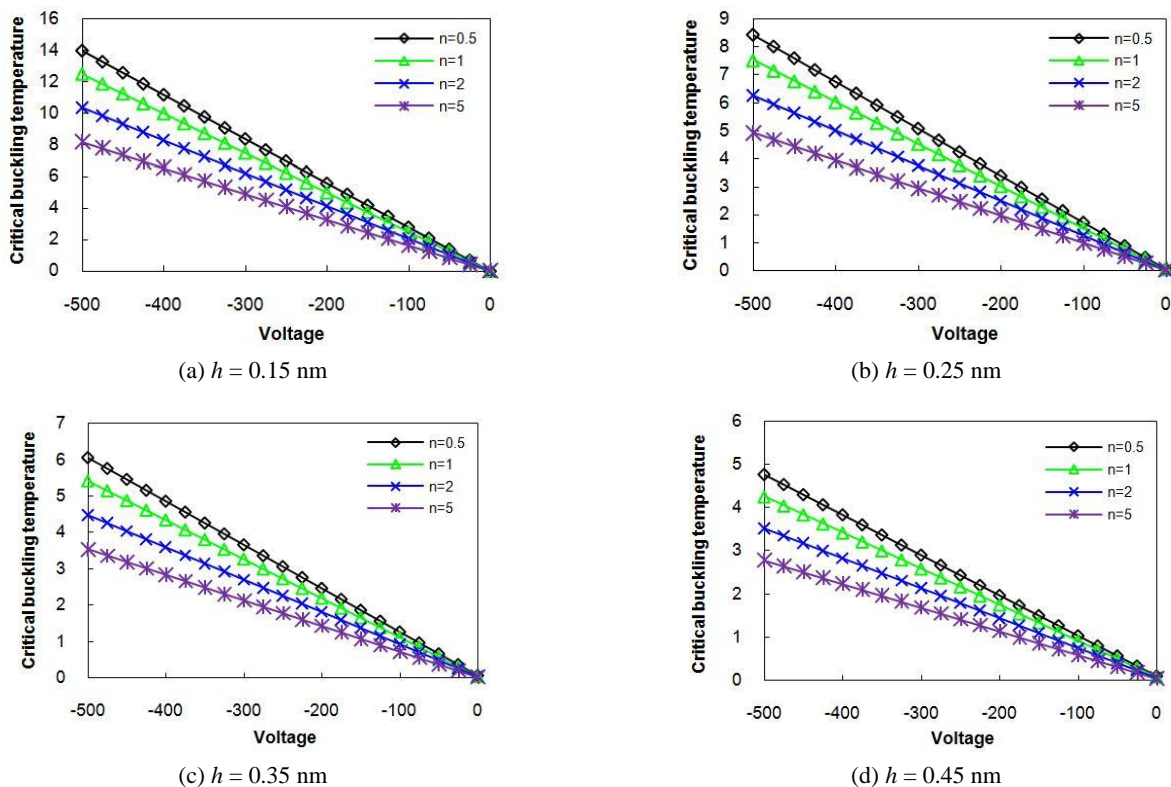 Critical buckling temperature
16
14
12
10
8
6
4
2
0
-500 -400 -300 -200 -100 0
Voltage
n=0.5
n=1
n=2
n=5
(a) h = 0.15 nm
Critical buckling temperature
9
8
7
6
5
4
3
2
1
0
-500 -400 -300 -200 -100 0
Voltage
n=0.5
n=1
n=2
n=5
(b) h = 0.25 nm
Critical buckling temperature
7
6
5
4
3
2
1
0
-500 -400 -300 -200 -100 0
Voltage
n=0.5
n=1
n=2
n=5
(c) h = 0.35 nm
Critical buckling temperature
6
5
4
3
2
1
0
-500 -400 -300 -200 -100 0
Voltage
n=0.5
n=1
n=2
n=5
(d) h = 0.45 nm